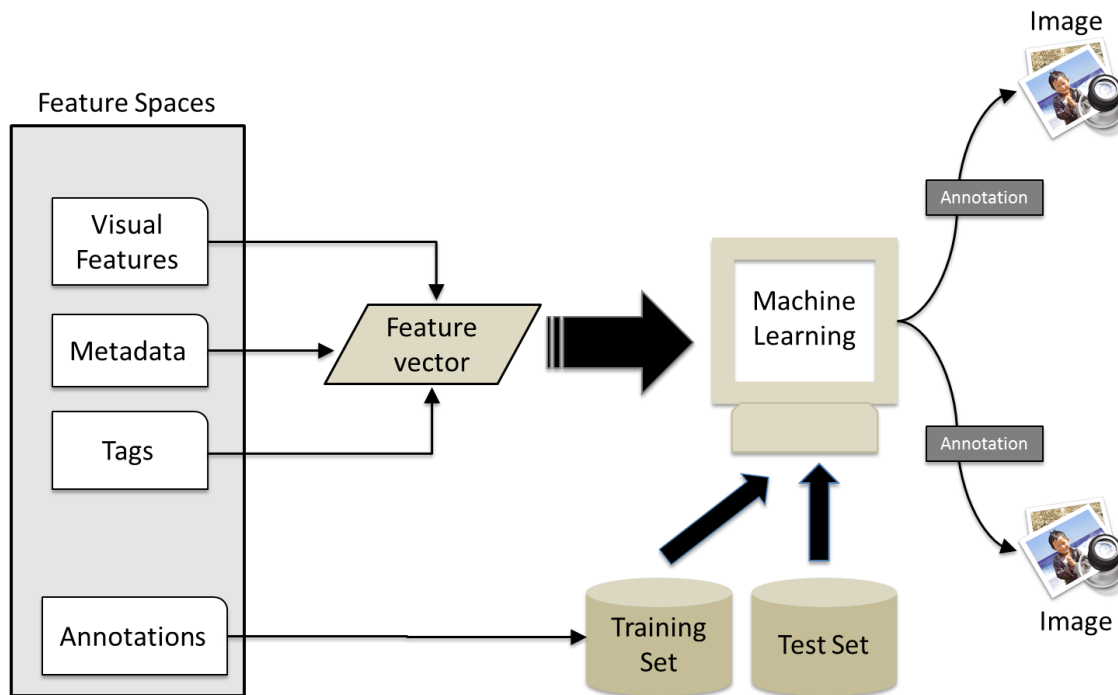 Feature Spaces
Visual
Features
Metadata
Tags
Annotations
Feature
vector
Machine
Learning
Training
Set
Test Set
Image
Annotation
Annotation
Image